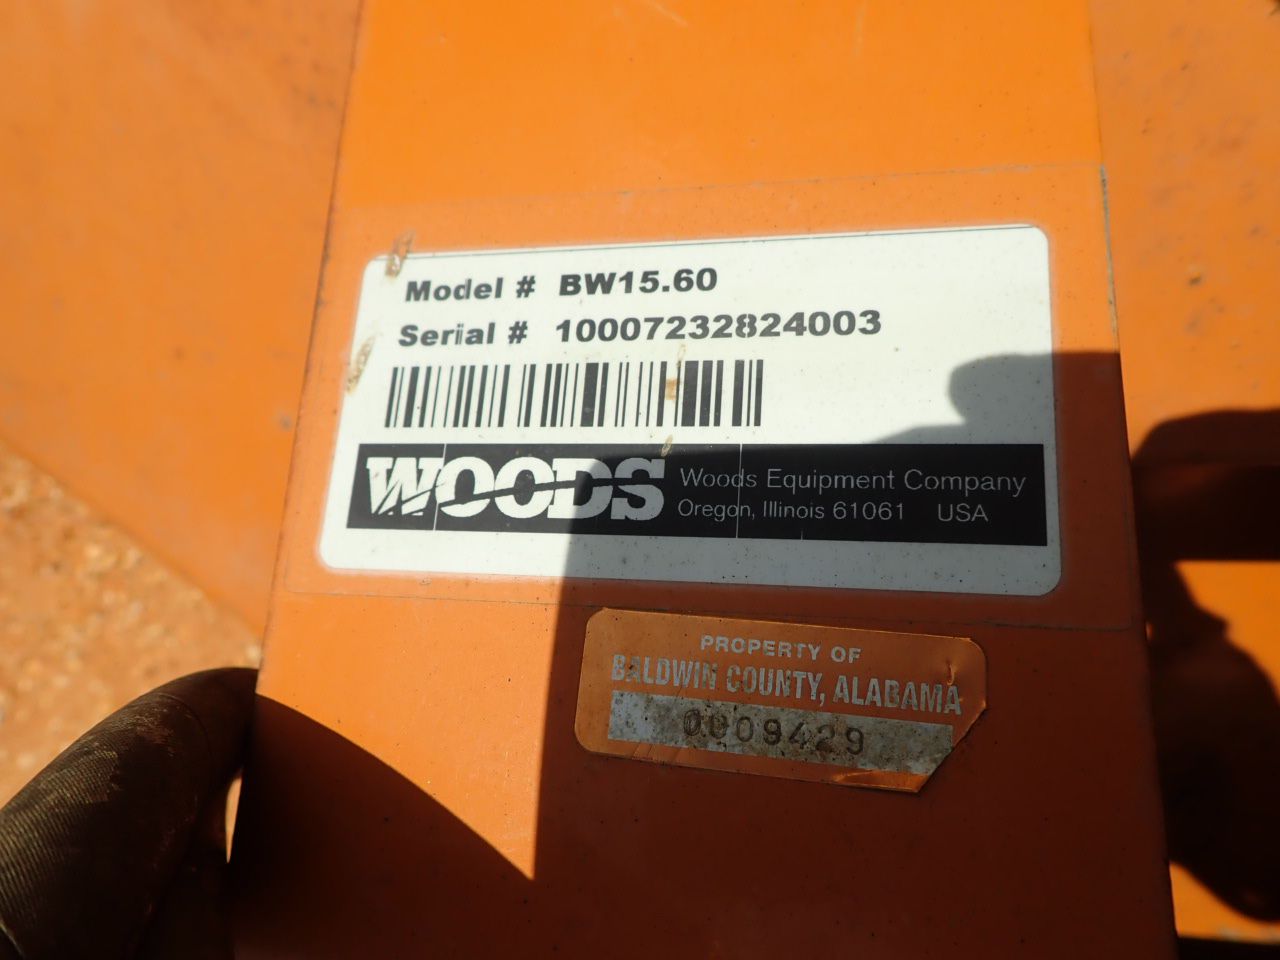 Model # BW15.60
Serial # 10007232824003
WOODS
Woods Equipment Company
Oregon, Illinois 61061 USA
PROPERTY OF
BALDWIN COUNTY, ALABAMA
0009429